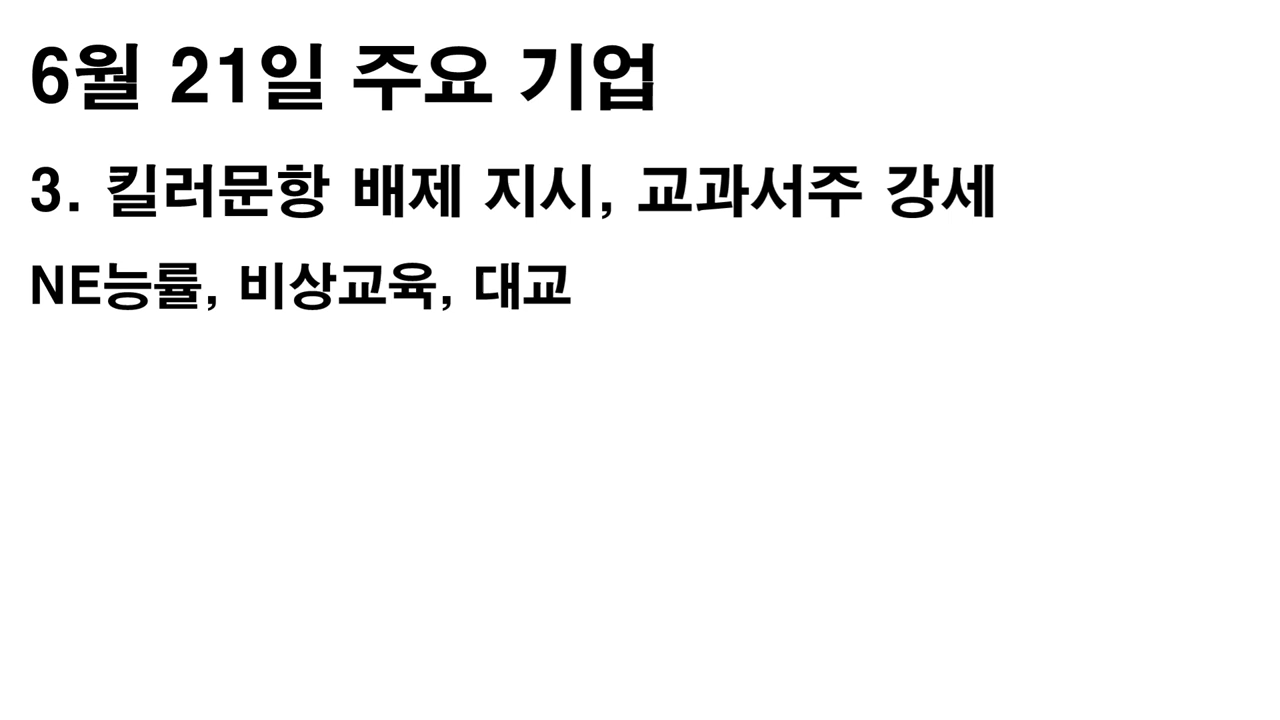 6월 21일 주요 기업
3. 킬러문항 배제 지시, 교과서주 강세
NE능률, 비상교육, 대교